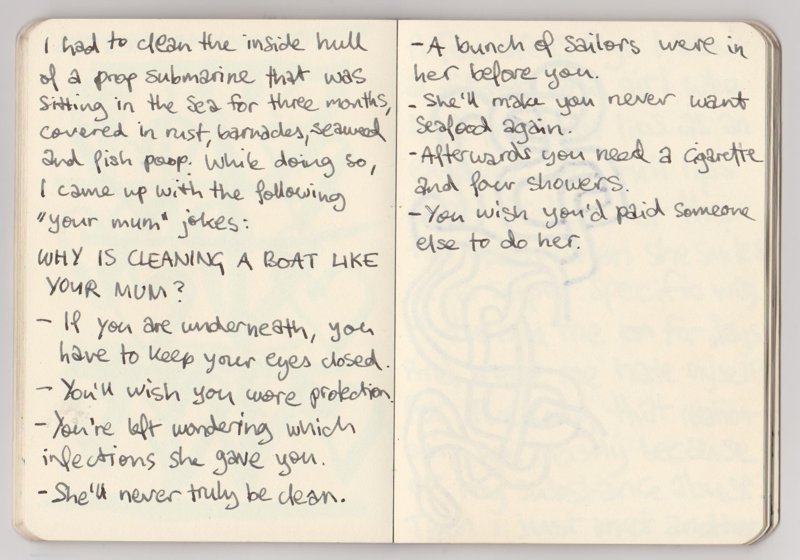 I had to clean the inside hull
of a prop submarine that was
sitting in the sea for three months,
covered in rust, barnacles, seaweed
and fish poop. While doing so,
I came up with the following
"your mum" jokes:
WHY IS CLEANING A BOAT LIKE
YOUR MUM?
- If you are underneath, you
have to keep your eyes closed.
- You'll wish you wore protection.
- You're left wondering which
infections she gave you.
- She'll never truly be clean.
- A bunch of sailors were in
her before you.
- She'll make you never want
seafood again.
- Afterwards you need a cigarette
and four showers.
- You wish you'd paid someone
else to do her.